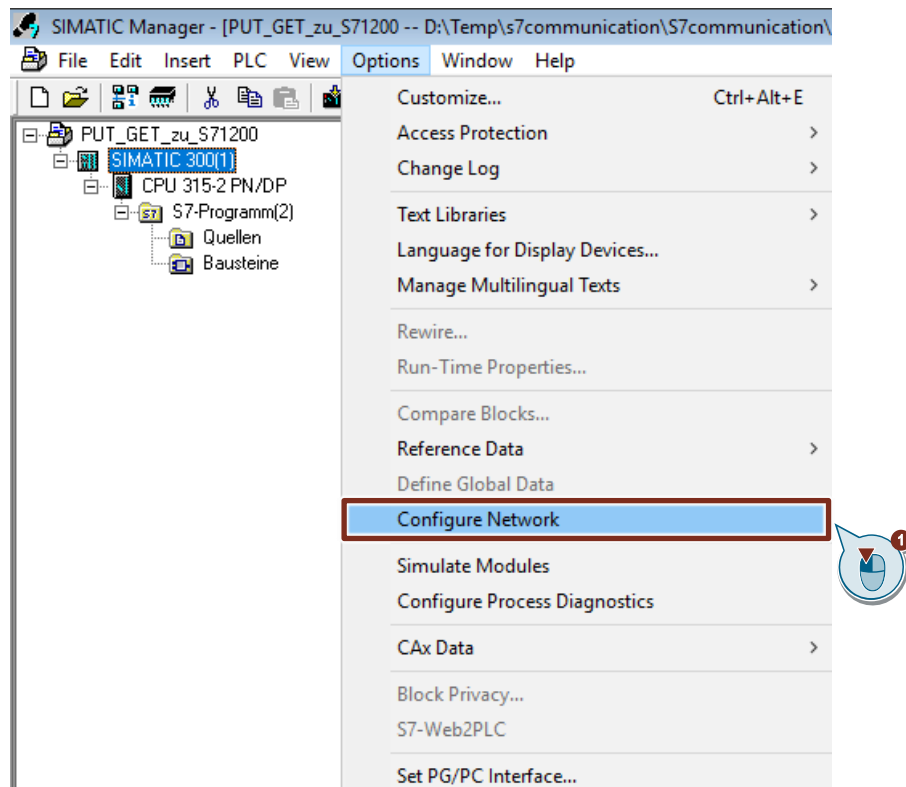 SIMATIC Manager - [PUT_GET_zu_S71200 -- D:\Temp\s7communication\S7communication\
File Edit Insert PLC View Options Window Help
PUT_GET_zu_S71200
SIMATIC 300(1)
CPU 315-2 PN/DP
S7-Programm(2)
Quellen
Bausteine
Customize... Ctrl+Alt+E
Access Protection
Change Log
Text Libraries
Language for Display Devices...
Manage Multilingual Texts
Rewire...
Run-Time Properties...
Compare Blocks...
Reference Data
Define Global Data
Configure Network
1
Simulate Modules
Configure Process Diagnostics
CAx Data
Block Privacy...
S7-Web2PLC
Set PG/PC Interface...